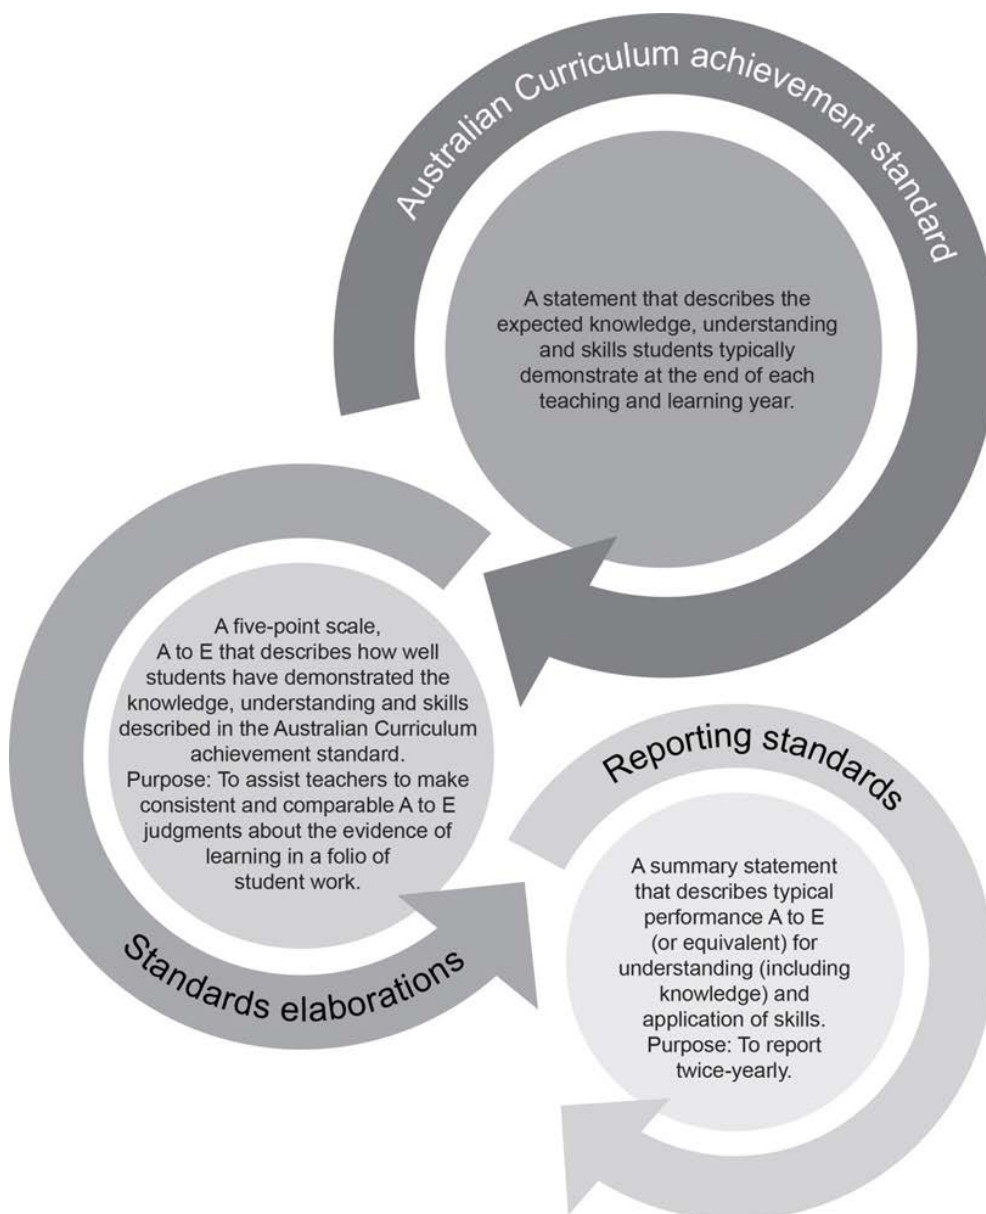 Australian Curriculum achievement standard
A statement that describes the
expected knowledge, understanding
and skills students typically
demonstrate at the end of each
teaching and learning year.
A five-point scale,
A to E that describes how well
students have demonstrated the
knowledge, understanding and skills
described in the Australian Curriculum
achievement standard.
Purpose: To assist teachers to make
consistent and comparable A to E
judgments about the evidence of
learning in a folio of
student work.
Standards elaborations
Reporting standards
A summary statement
that describes typical
performance A to E
(or equivalent) for
understanding (including
knowledge) and
application of skills.
Purpose: To report
twice-yearly.